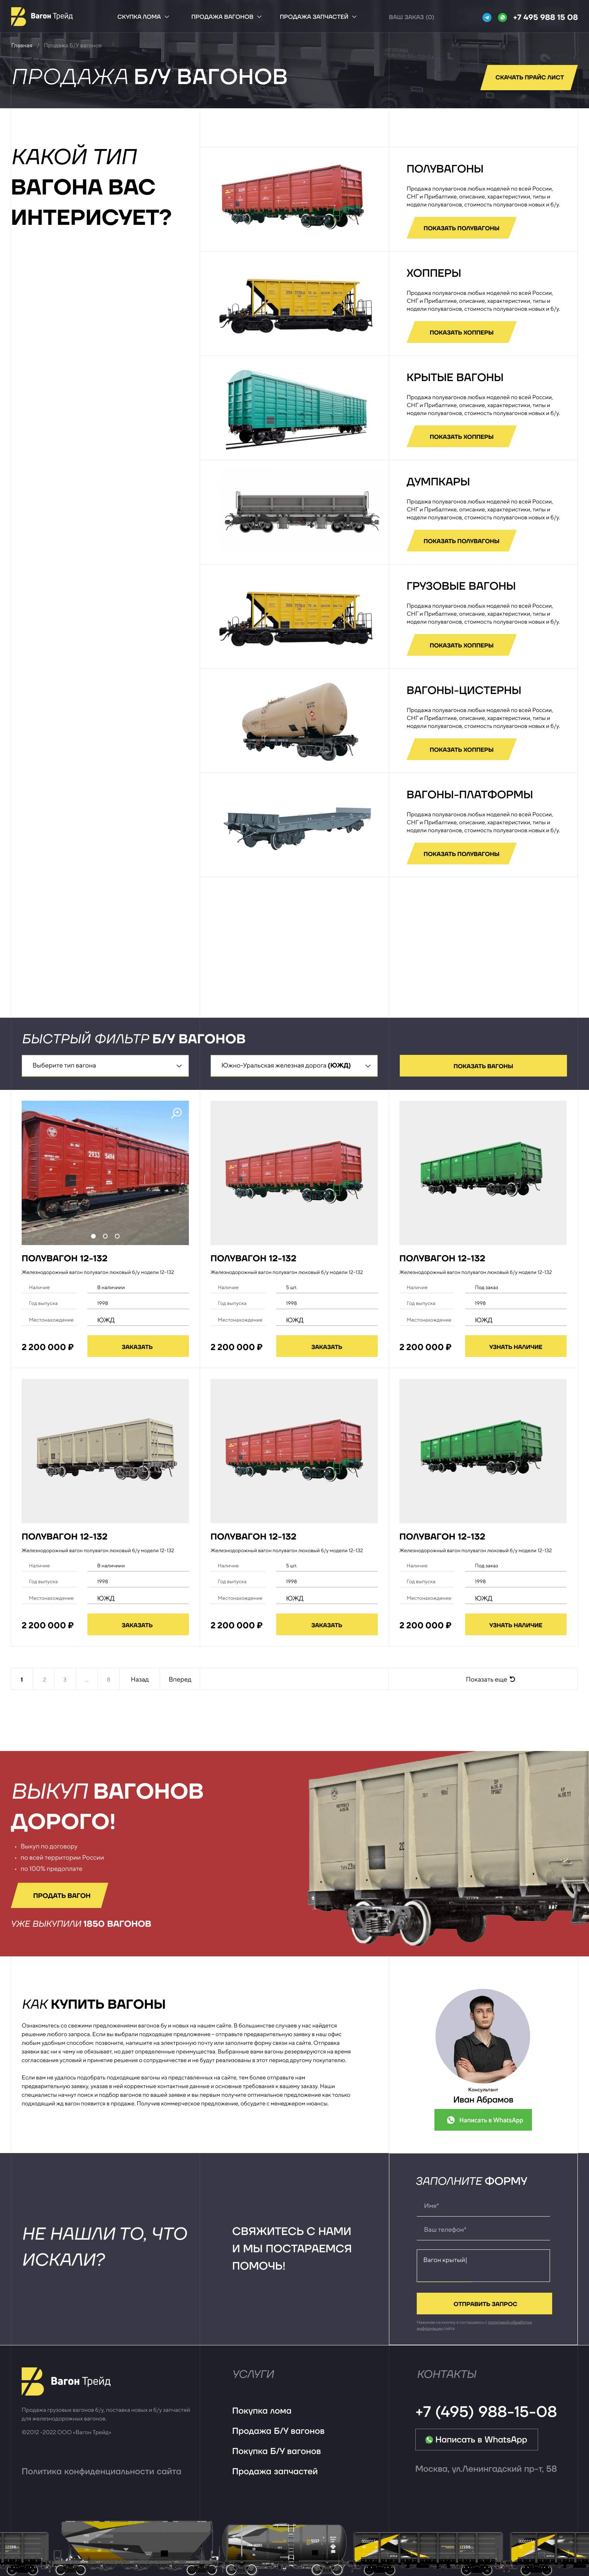 Вагон Трейд
СКУПКА ЛОМА
ПРОДАЖА ВАГОНОВ
ПРОДАЖА ЗАПЧАСТЕЙ
ВАШ ЗАКАЗ (0)
+7 495 988 15 08
Главная / Продажа Б/У вагонов
ПРОДАЖА Б/У ВАГОНОВ
СКАЧАТЬ ПРАЙС ЛИСТ
КАКОЙ ТИП
ВАГОНА ВАС
ИНТЕРИСУЕТ?
ПОЛУВАГОНЫ
Продажа полувагонов любых моделей по всей России,
СНГ и Прибалтике, описание, характеристики, типы и
модели полувагонов, стоимость полувагонов новых и б/у.
ПОКАЗАТЬ ПОЛУВАГОНЫ
ХОППЕРЫ
Продажа полувагонов любых моделей по всей России,
СНГ и Прибалтике, описание, характеристики, типы и
модели полувагонов, стоимость полувагонов новых и б/у.
ПОКАЗАТЬ ХОППЕРЫ
КРЫТЫЕ ВАГОНЫ
Продажа полувагонов любых моделей по всей России,
СНГ и Прибалтике, описание, характеристики, типы и
модели полувагонов, стоимость полувагонов новых и б/у.
ПОКАЗАТЬ ХОППЕРЫ
ДУМПКАРЫ
Продажа полувагонов любых моделей по всей России,
СНГ и Прибалтике, описание, характеристики, типы и
модели полувагонов, стоимость полувагонов новых и б/у.
ПОКАЗАТЬ ПОЛУВАГОНЫ
ГРУЗОВЫЕ ВАГОНЫ
Продажа полувагонов любых моделей по всей России,
СНГ и Прибалтике, описание, характеристики, типы и
модели полувагонов, стоимость полувагонов новых и б/у.
ПОКАЗАТЬ ХОППЕРЫ
ВАГОНЫ-ЦИСТЕРНЫ
Продажа полувагонов любых моделей по всей России,
СНГ и Прибалтике, описание, характеристики, типы и
модели полувагонов, стоимость полувагонов новых и б/у.
ПОКАЗАТЬ ХОППЕРЫ
ВАГОНЫ-ПЛАТФОРМЫ
Продажа полувагонов любых моделей по всей России,
СНГ и Прибалтике, описание, характеристики, типы и
модели полувагонов, стоимость полувагонов новых и б/у.
ПОКАЗАТЬ ПОЛУВАГОНЫ
БЫСТРЫЙ ФИЛЬТР Б/У ВАГОНОВ
Выберите тип вагона
Южно-Уральская железная дорога (ЮЖД)
ПОКАЗАТЬ ВАГОНЫ
2933 5494
ПОЛУВАГОН 12-132
Железнодорожный вагон полувагон люковый б/у модели 12-132
Наличие В наличиии
Год выпуска 1998
Местонахождение ЮЖД
2 200 000 ₽ ЗАКАЗАТЬ
ПОЛУВАГОН 12-132
Железнодорожный вагон полувагон люковый б/у модели 12-132
Наличие 5 шт.
Год выпуска 1998
Местонахождение ЮЖД
2 200 000 ₽ ЗАКАЗАТЬ
ПОЛУВАГОН 12-132
Железнодорожный вагон полувагон люковый б/у модели 12-132
Наличие Под заказ
Год выпуска 1998
Местонахождение ЮЖД
2 200 000 ₽ УЗНАТЬ НАЛИЧИЕ
ПОЛУВАГОН 12-132
Железнодорожный вагон полувагон люковый б/у модели 12-132
Наличие В наличиии
Год выпуска 1998
Местонахождение ЮЖД
2 200 000 ₽ ЗАКАЗАТЬ
ПОЛУВАГОН 12-132
Железнодорожный вагон полувагон люковый б/у модели 12-132
Наличие 5 шт.
Год выпуска 1998
Местонахождение ЮЖД
2 200 000 ₽ ЗАКАЗАТЬ
ПОЛУВАГОН 12-132
Железнодорожный вагон полувагон люковый б/у модели 12-132
Наличие Под заказ
Год выпуска 1998
Местонахождение ЮЖД
2 200 000 ₽ УЗНАТЬ НАЛИЧИЕ
1 2 3 ... 8 Назад Вперед
Показать еще
ВЫКУП ВАГОНОВ
ДОРОГО!
• Выкуп по договору
• по всей территории России
• по 100% предоплате
ПРОДАТЬ ВАГОН
УЖЕ ВЫКУПИЛИ 1850 ВАГОНОВ
КАК КУПИТЬ ВАГОНЫ
Ознакомьтесь со свежими предложениями вагонов бу и новых на нашем сайте. В большинстве случаев у нас найдется
решение любого запроса. Если вы выбрали подходящее предложение – отправьте предварительную заявку в наш офис
любым удобным способом: позвоните, напишите на электронную почту или заполните форму связи на сайте. Отправка
заявки вас ни к чему не обязывает, но дает определенные преимущества. Выбранные вами вагоны резервируются на время
согласования условий и принятие решения о сотрудничестве и не будут реализованы в этот период другому покупателю.
Если вам не удалось подобрать подходящие вагоны из представленных на сайте, тем более отправьте нам
предварительную заявку, указав в ней корректные контактные данные и основные требования к вашему заказу. Наши
специалисты начнут поиск и подбор вагонов по вашей заявке и вы первым получите оптимальное предложение как только
подходящий жд вагон появится в продаже. Получив коммерческое предложение, обсудите с менеджером нюансы.
Консультант
Иван Абрамов
Написать в WhatsApp
НЕ НАШЛИ ТО, ЧТО
ИСКАЛИ?
СВЯЖИТЕСЬ С НАМИ
И МЫ ПОСТАРАЕМСЯ
ПОМОЧЬ!
ЗАПОЛНИТЕ ФОРМУ
Имя*
Ваш телефон*
Вагон крытый|
ОТПРАВИТЬ ЗАПРОС
Вагон Трейд
Продажа грузовых вагонов б/у, поставка новых и б/у запчастей
для железнодорожных вагонов.
©2012 -2022 ООО «Вагон Трейд»
Политика конфиденциальности сайта
УСЛУГИ
Покупка лома
Продажа Б/У вагонов
Покупка Б/У вагонов
Продажа запчастей
КОНТАКТЫ
+7 (495) 988-15-08
Написать в WhatsApp
Москва, ул.Ленингадский пр-т, 58